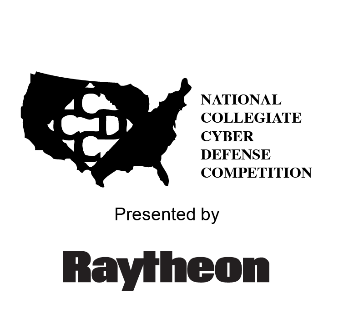 C
C D
C
NATIONAL
COLLEGIATE
CYBER
DEFENSE
COMPETITION
Presented by
Raytheon